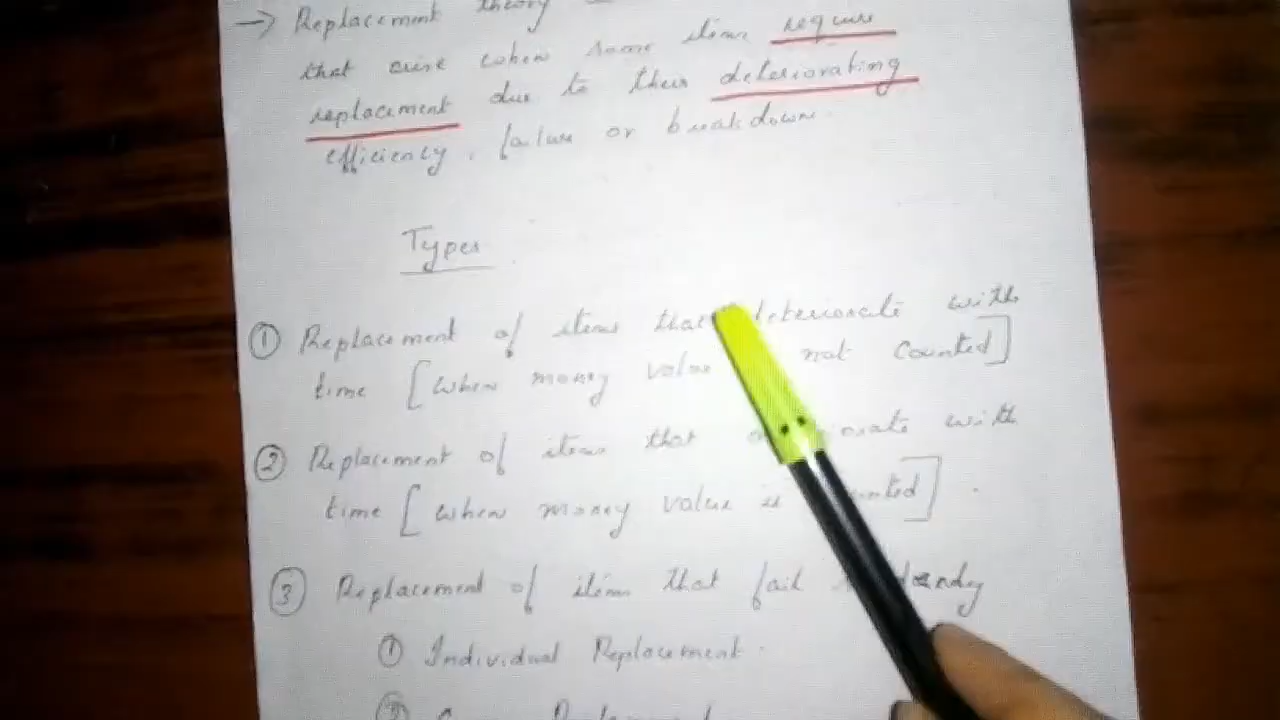 → Replacement theory
that arise when some items require
replacement due to their deteriorating
efficiency, failure or breakdown.
Types
① Replacement of items that deteriorate with
time [when money value not counted]
② Replacement of items that with
time [when money value is
③ Replacement of items that fail
① Individual Replacement.
② Replacement